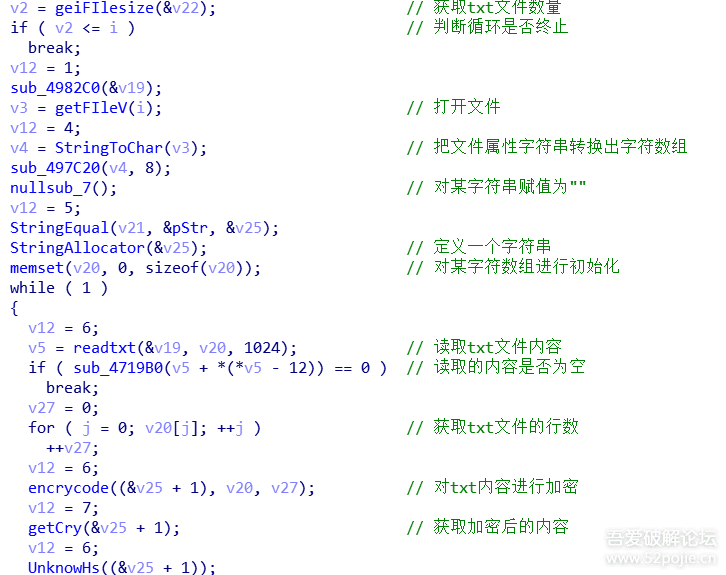 v2 = geiFIlesize(&v22); // 获取txt文件数量
if ( v2 <= i ) // 判断循环是否终止
break;
v12 = 1;
sub_4982C0(&v19);
v3 = getFIleV(i); // 打开文件
v12 = 4;
v4 = StringToChar(v3); // 把文件属性字符串转换出字符数组
sub_497C20(v4, 8);
nullsub_7(); // 对某字符串赋值为""
v12 = 5;
StringEqual(v21, &pStr, &v25);
StringAllocator(&v25); // 定义一个字符串
memset(v20, 0, sizeof(v20)); // 对某字符数组进行初始化
while ( 1 )
{
v12 = 6;
v5 = readtxt(&v19, v20, 1024); // 读取txt文件内容
if ( sub_4719B0(v5 + *(*v5 - 12)) == 0 ) // 读取的内容是否为空
break;
v27 = 0;
for ( j = 0; v20[j]; ++j ) // 获取txt文件的行数
++v27;
v12 = 6;
encrycode((&v25 + 1), v20, v27); // 对txt内容进行加密
v12 = 7;
getCry(&v25 + 1); // 获取加密后的内容
v12 = 6;
UnknowHs((&v25 + 1));
吾爱破解论坛
www.52pojie.cn